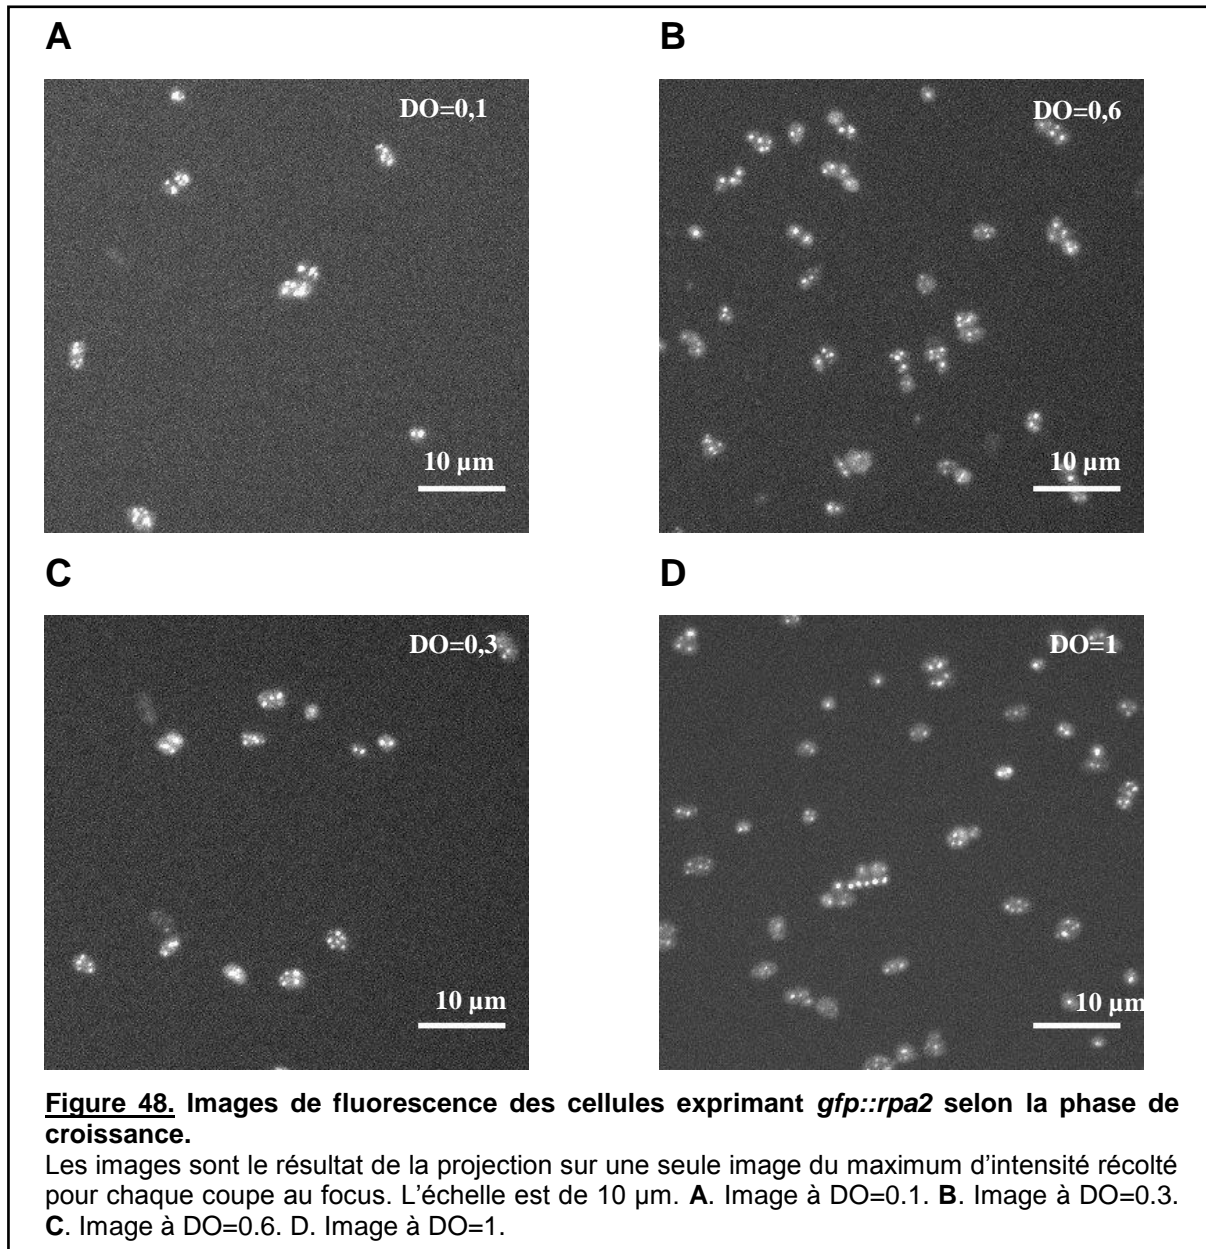 A
B
DO=0,1
DO=0,6
10 µm
10 µm
C
D
DO=0,3
DO=1
10 µm
10 µm
Figure 48. Images de fluorescence des cellules exprimant gfp::rpa2 selon la phase de
croissance.
Les images sont le résultat de la projection sur une seule image du maximum d'intensité récolté
pour chaque coupe au focus. L'échelle est de 10 µm. A. Image à DO=0.1. B. Image à DO=0.3.
C. Image à DO=0.6. D. Image à DO=1.